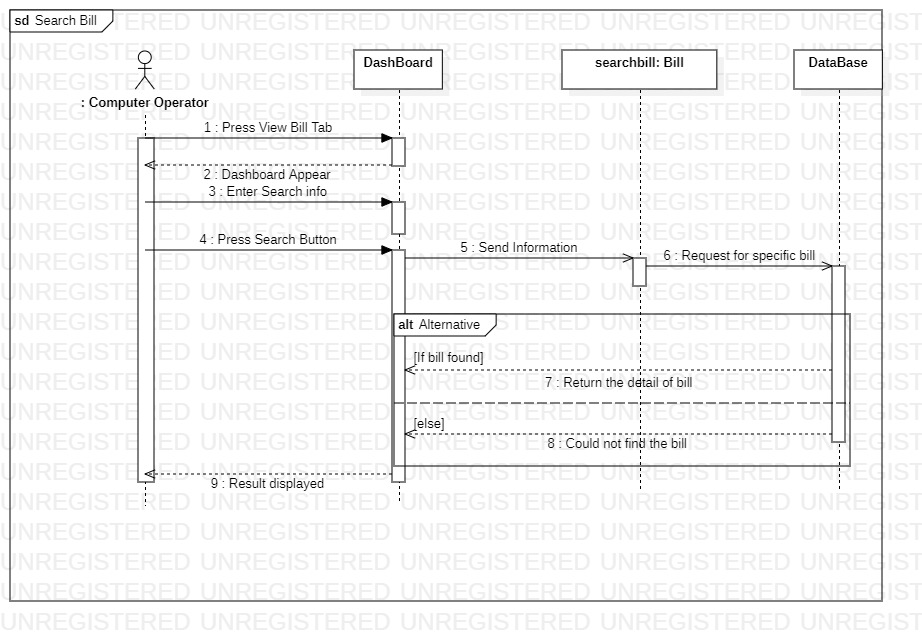 sd Search Bill
: Computer Operator
DashBoard
searchbill: Bill
DataBase
1 : Press View Bill Tab
2 : Dashboard Appear
3 : Enter Search info
4 : Press Search Button
5 : Send Information
6 : Request for specific bill
alt Alternative
[If bill found]
7 : Return the detail of bill
[else]
8 : Could not find the bill
9 : Result displayed
UNREGISTERED UNREGISTERED UNREGISTERED UNREGISTERED UNREGIST